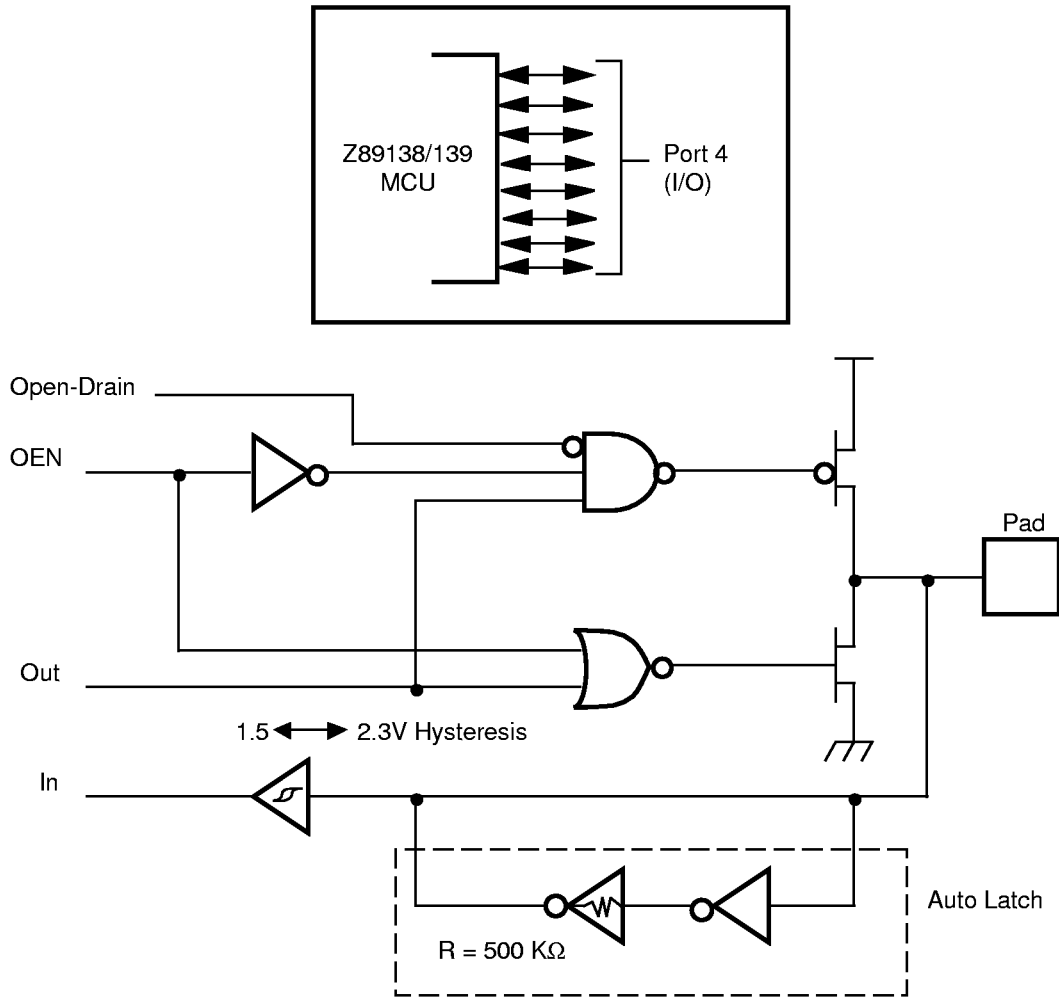 Z89138/139
MCU
Port 4
(I/O)
Open-Drain
OEN
Pad
Out
1.5 2.3V Hysteresis
In
Auto Latch
R = 500 KΩ